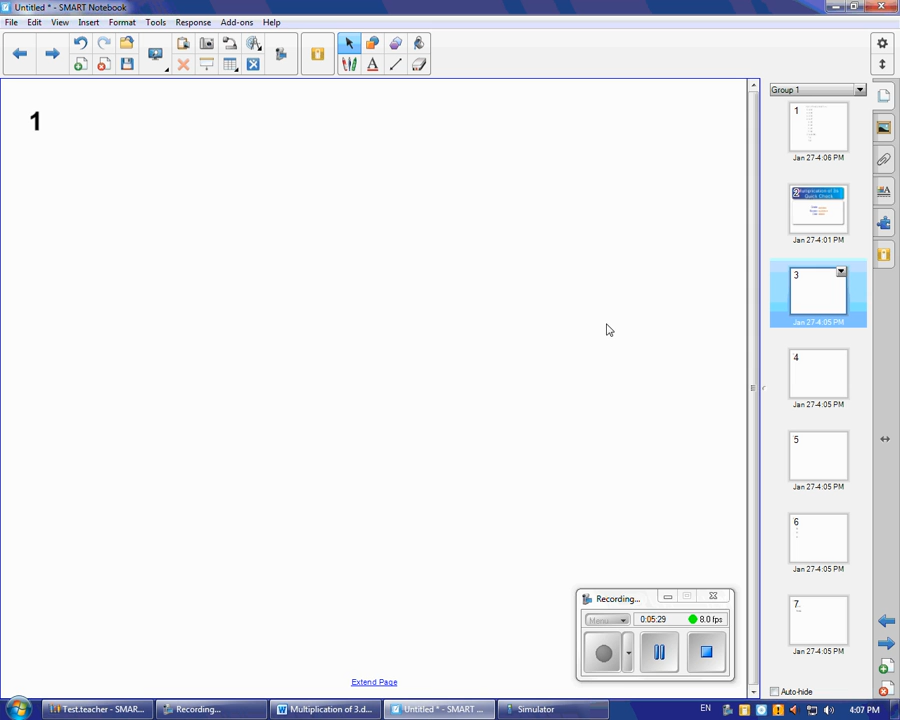 Untitled * - SMART Notebook
File Edit View Insert Format Tools Response Add-ons Help
1
Group 1
1
Jan 27-4:06 PM
2
Multiplication of 3s
Quick Check
Jan 27-4:01 PM
3
Jan 27-4:05 PM
4
Jan 27-4:05 PM
5
Jan 27-4:05 PM
6
Jan 27-4:05 PM
7
Jan 27-4:05 PM
Recording...
Menu
0:05:29
8.0 fps
Extend Page
Auto-hide
Test.teacher - SMAR...
Recording...
Multiplication of 3.d...
Untitled * - SMART ...
Simulator
EN
4:07 PM